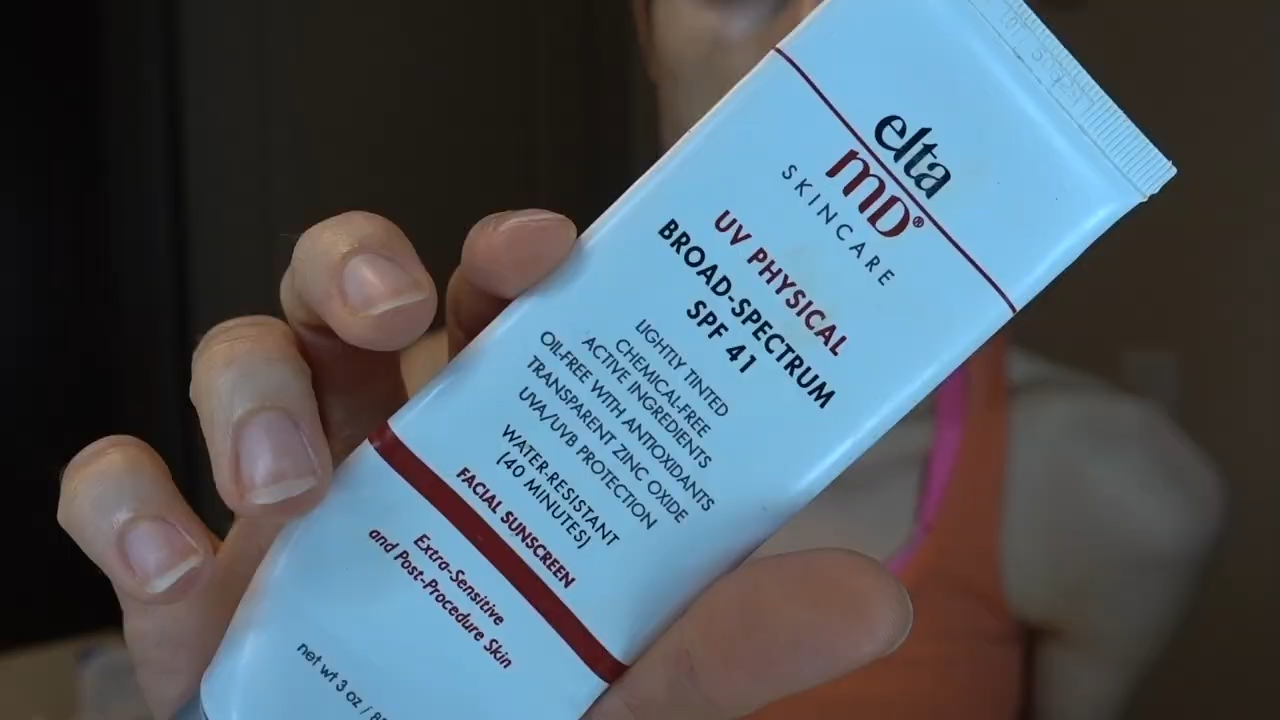 elta
MD®
SKINCARE
UV PHYSICAL
BROAD-SPECTRUM
SPF 41
LIGHTLY TINTED
CHEMICAL-FREE
ACTIVE INGREDIENTS
OIL-FREE WITH ANTIOXIDANTS
TRANSPARENT ZINC OXIDE
UVA/UVB PROTECTION
WATER-RESISTANT
(40 MINUTES)
FACIAL SUNSCREEN
Extra-Sensitive
and Post-Procedure Skin
net wt 3 oz /